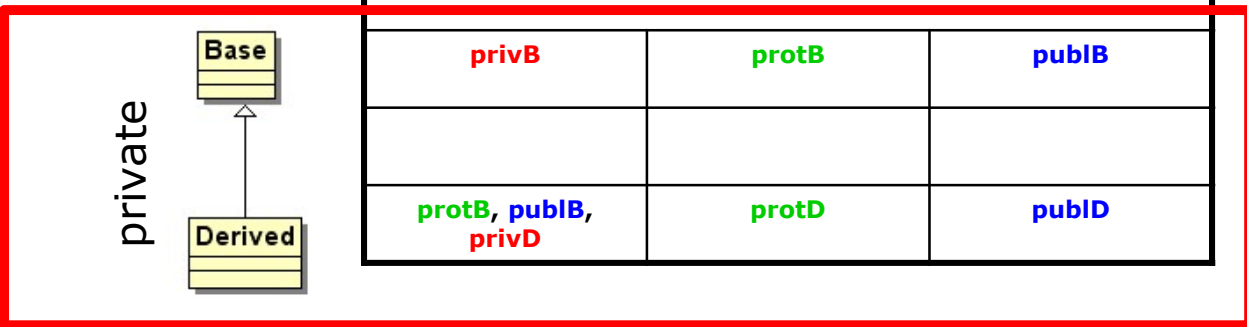 private
Base
privB protB publB
protB, publB, protD publD
privD
Derived